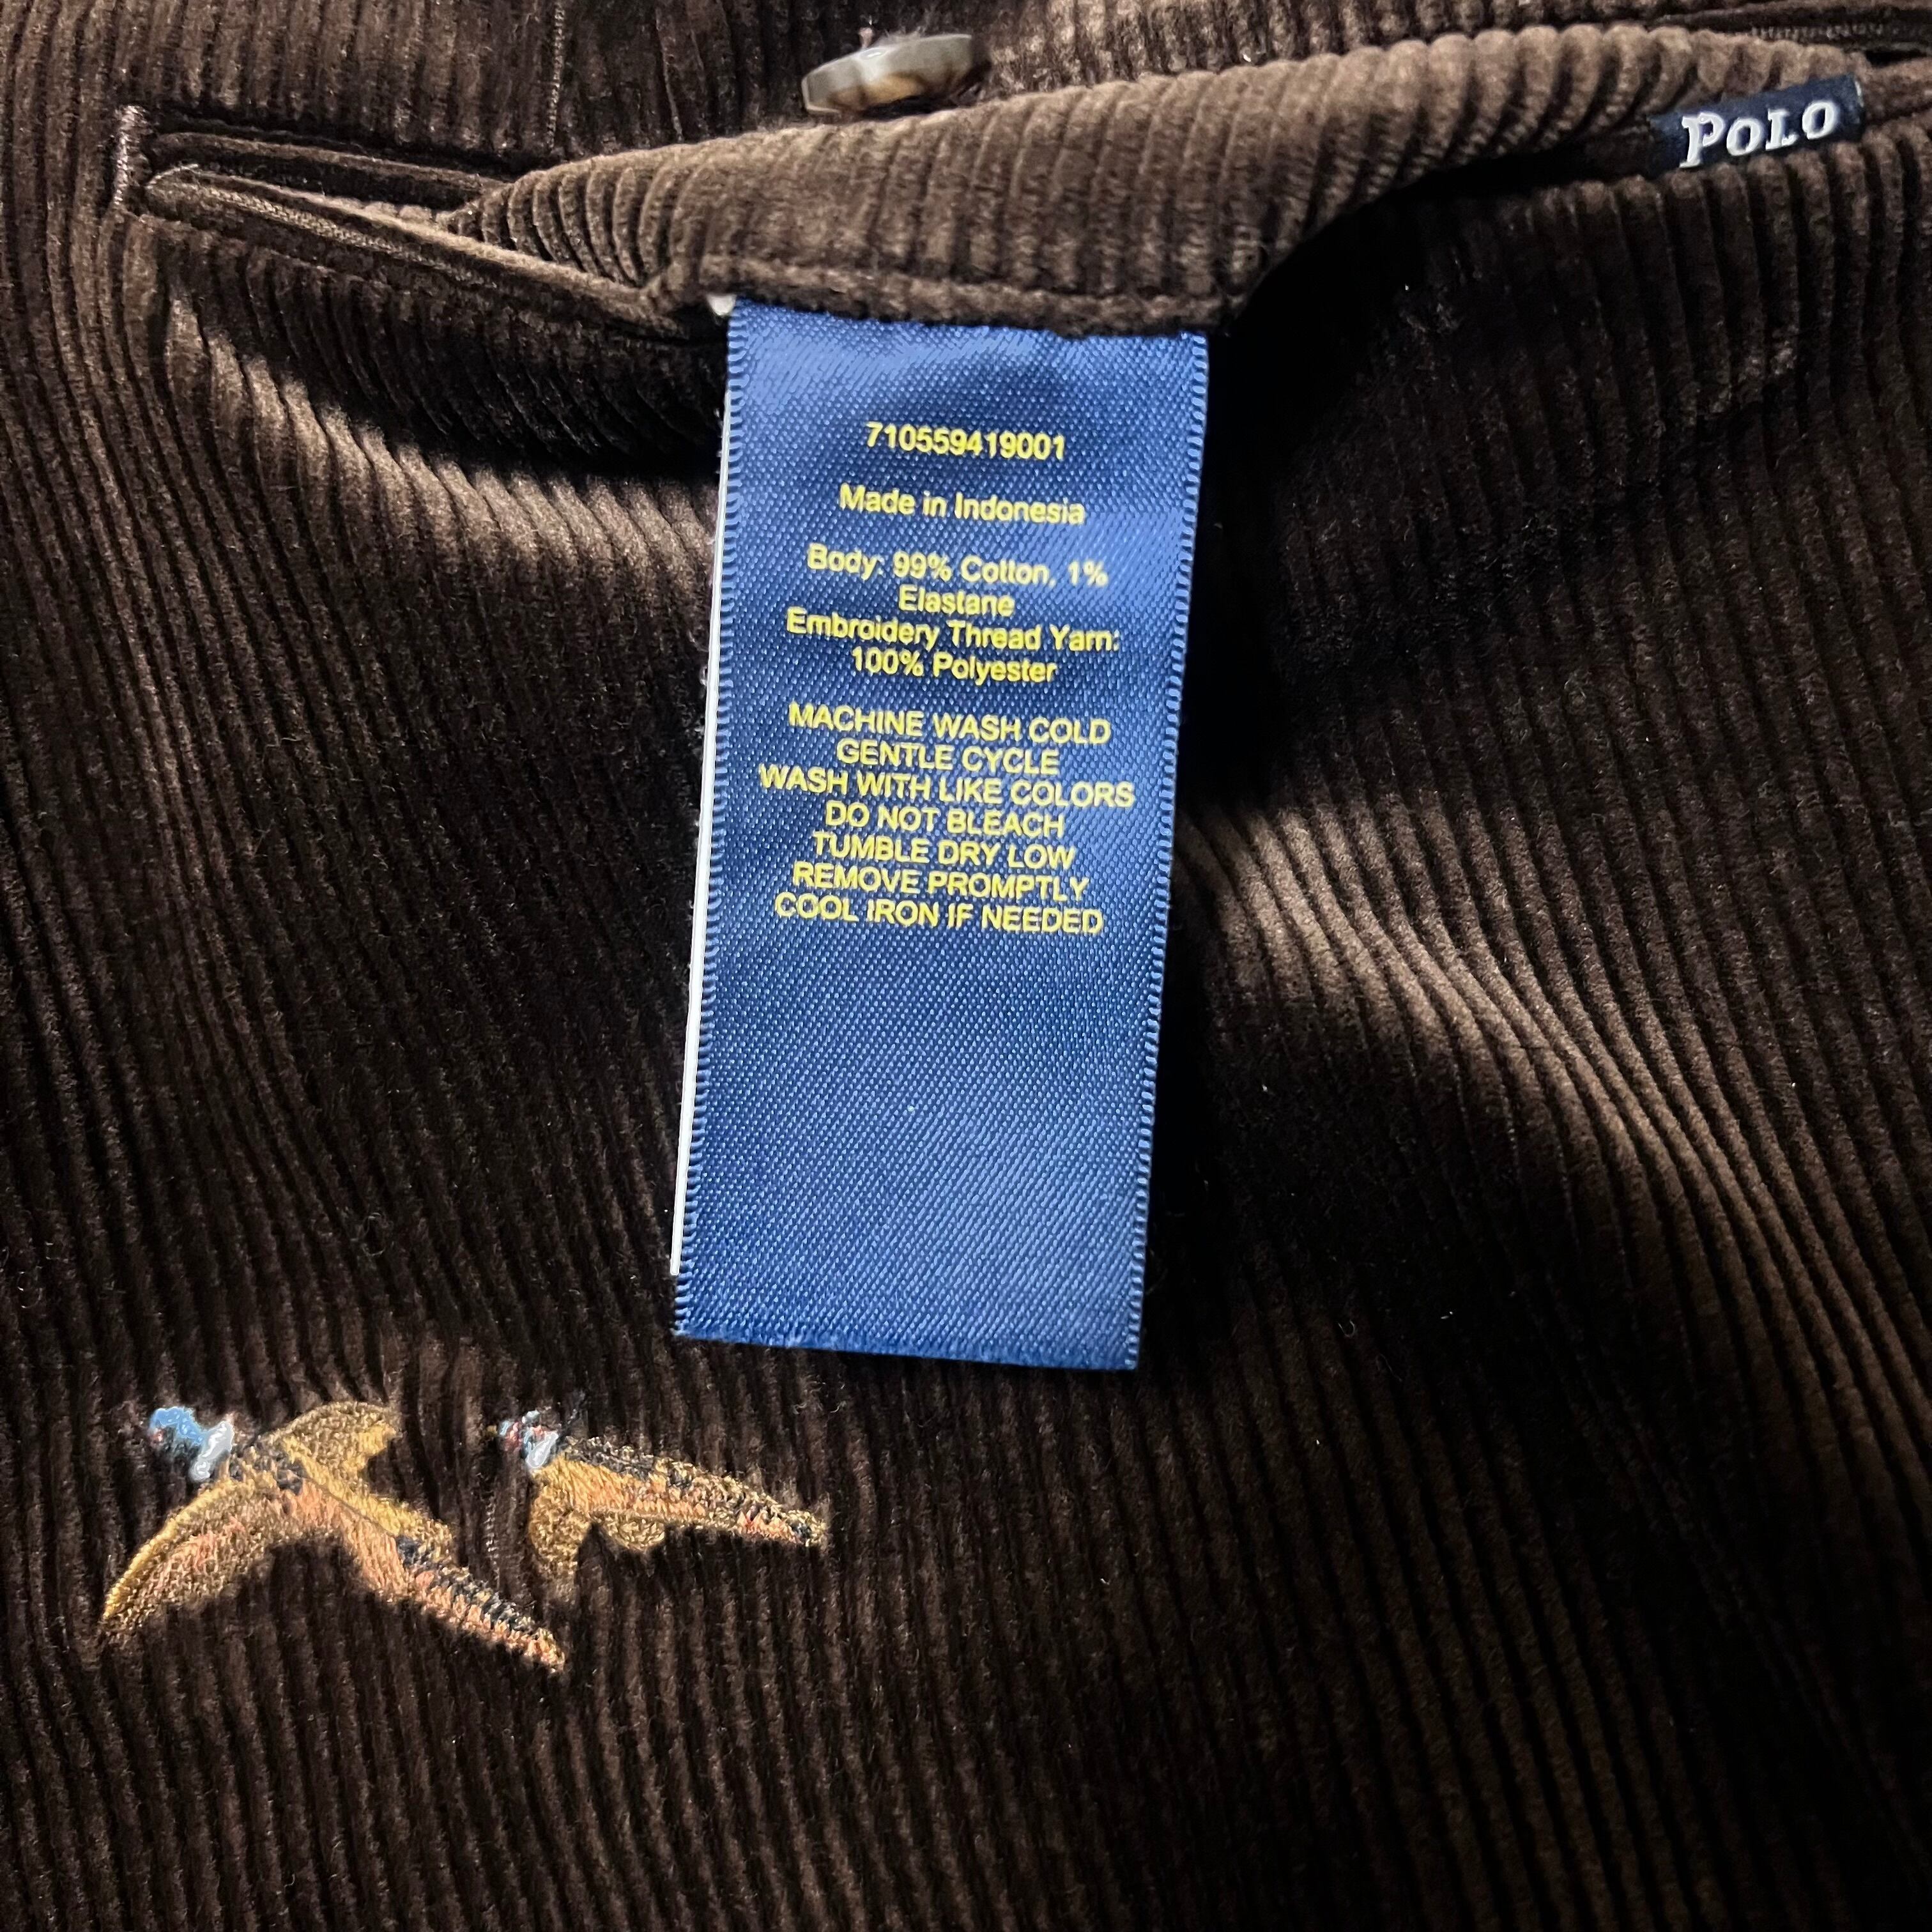 POLO
710559419001
Made in Indonesia
Body: 99% Cotton, 1%
Elastane
Embroidery Thread Yarn:
100% Polyester
MACHINE WASH COLD
GENTLE CYCLE
WASH WITH LIKE COLORS
DO NOT BLEACH
TUMBLE DRY LOW
REMOVE PROMPTLY
COOL IRON IF NEEDED